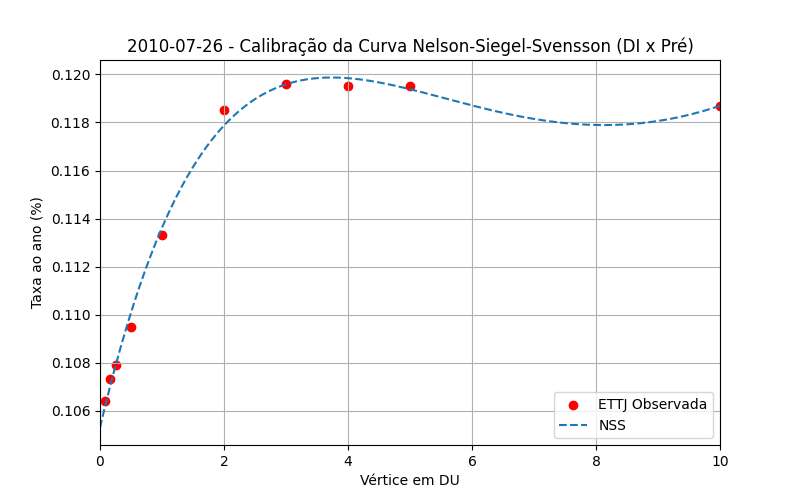 2010-07-26 - Calibração da Curva Nelson-Siegel-Svensson (DI x Pré)
Taxa ao ano (%)
0.120
0.118
0.116
0.114
0.112
0.110
0.108
0.106
0 2 4 6 8 10
Vértice em DU
ETTJ Observada
NSS